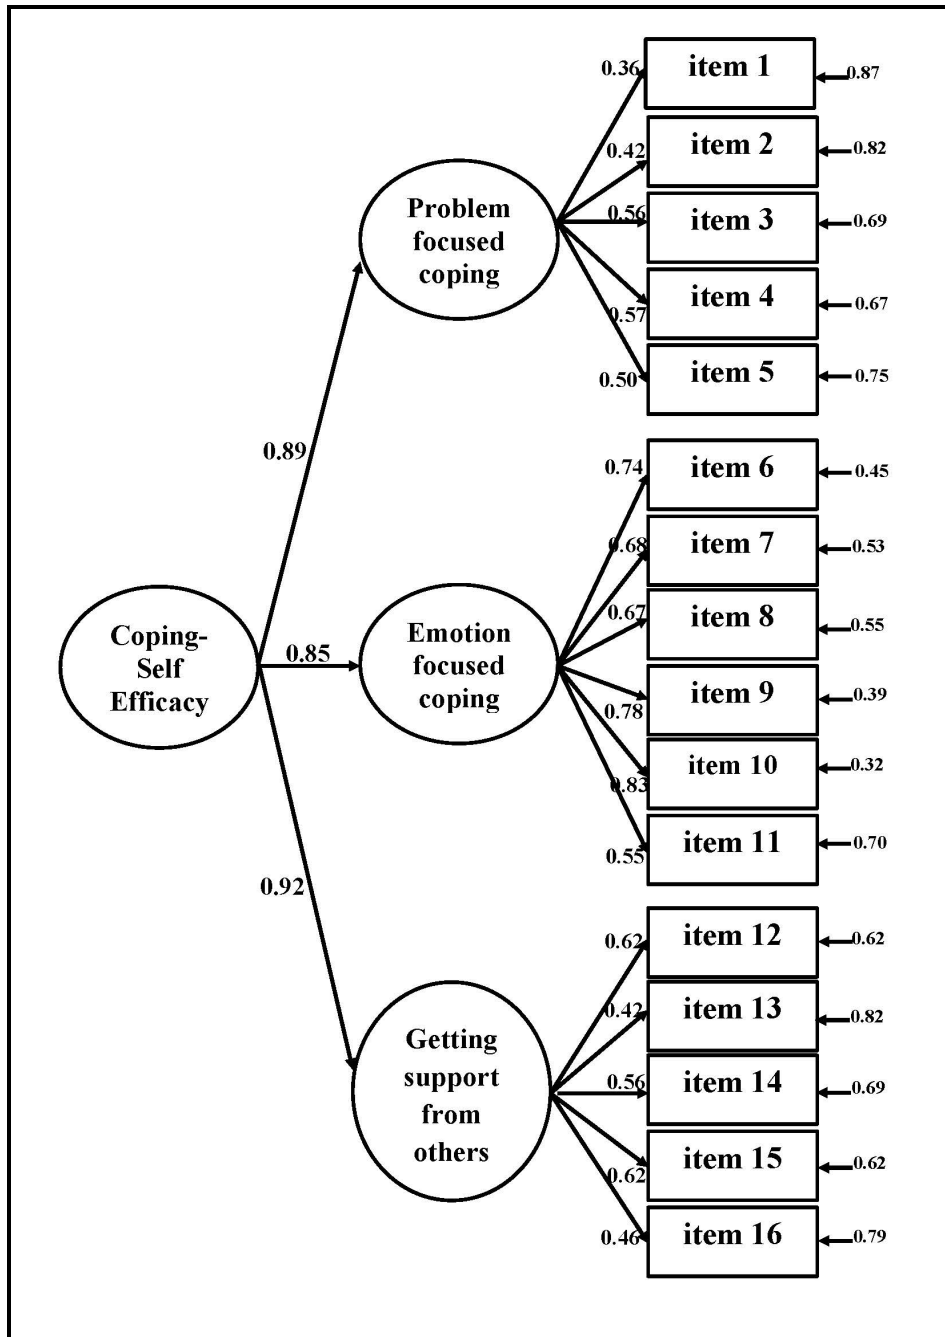 0.36
item 1
0.87
0.42
item 2
0.82
Problem
focused
coping
0.56
item 3
0.69
0.57
item 4
0.67
0.50
item 5
0.75
0.89
0.74
item 6
0.45
0.68
item 7
0.53
Coping-
Self
Efficacy
0.85
Emotion
focused
coping
0.67
item 8
0.55
0.78
item 9
0.39
0.83
item 10
0.32
0.55
item 11
0.70
0.92
0.62
item 12
0.62
0.42
item 13
0.82
Getting
support
from
others
0.56
item 14
0.69
0.62
item 15
0.62
0.46
item 16
0.79